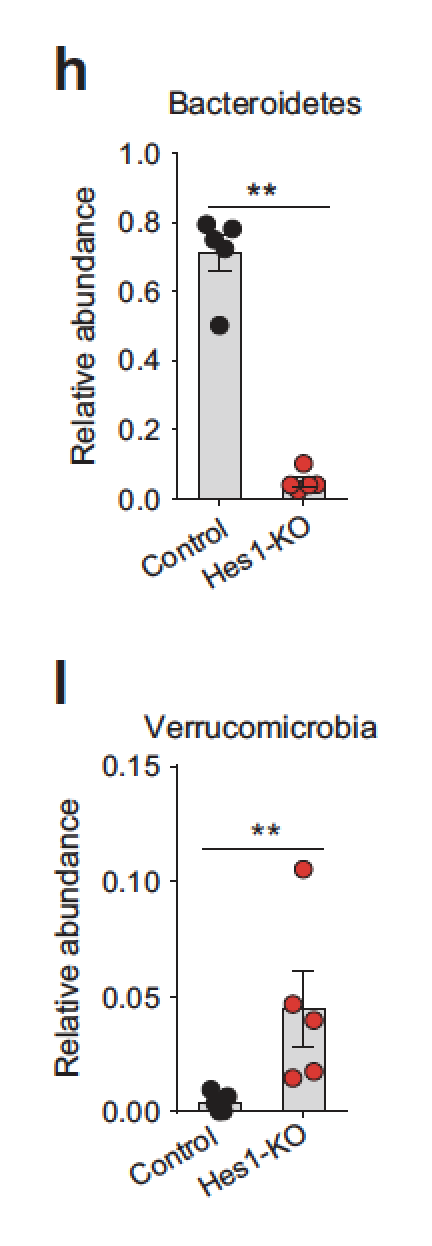 h
Bacteroidetes
Relative abundance
1.0
0.8
0.6
0.4
0.2
0.0
**
Control
Hes1-KO
l
Verrucomicrobia
Relative abundance
0.15
0.10
0.05
0.00
**
Control
Hes1-KO